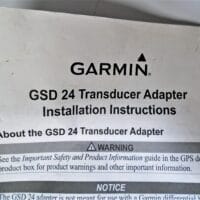 GARMIN
GSD 24 Transducer Adapter
Installation Instructions
About the GSD 24 Transducer Adapter
WARNING
See the Important Safety and Product Information guide in the GPS
product box for product warnings and other important information.
NOTICE
The GSD 24 adapter is not meant for use with a Garmin differential